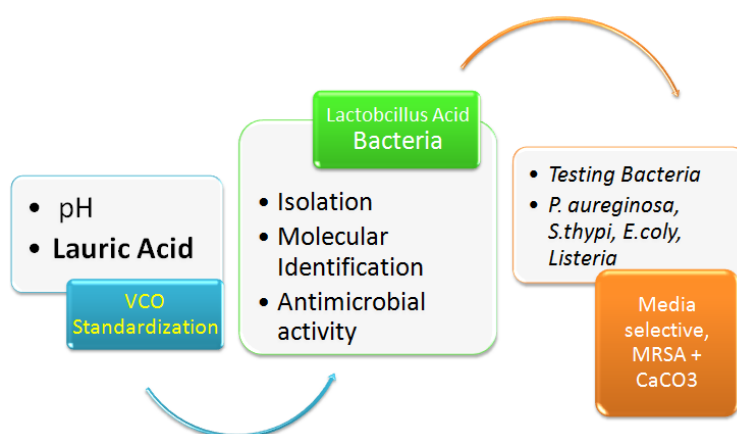 • pH
• Lauric Acid
VCO
Standardization
Lactobcillus Acid
Bacteria
• Isolation
• Molecular
Identification
• Antimicrobial
activity
• Testing Bacteria
• P. aureginosa,
S.thypi, E.coly,
Listeria
Media
selective,
MRSA +
CaCO3